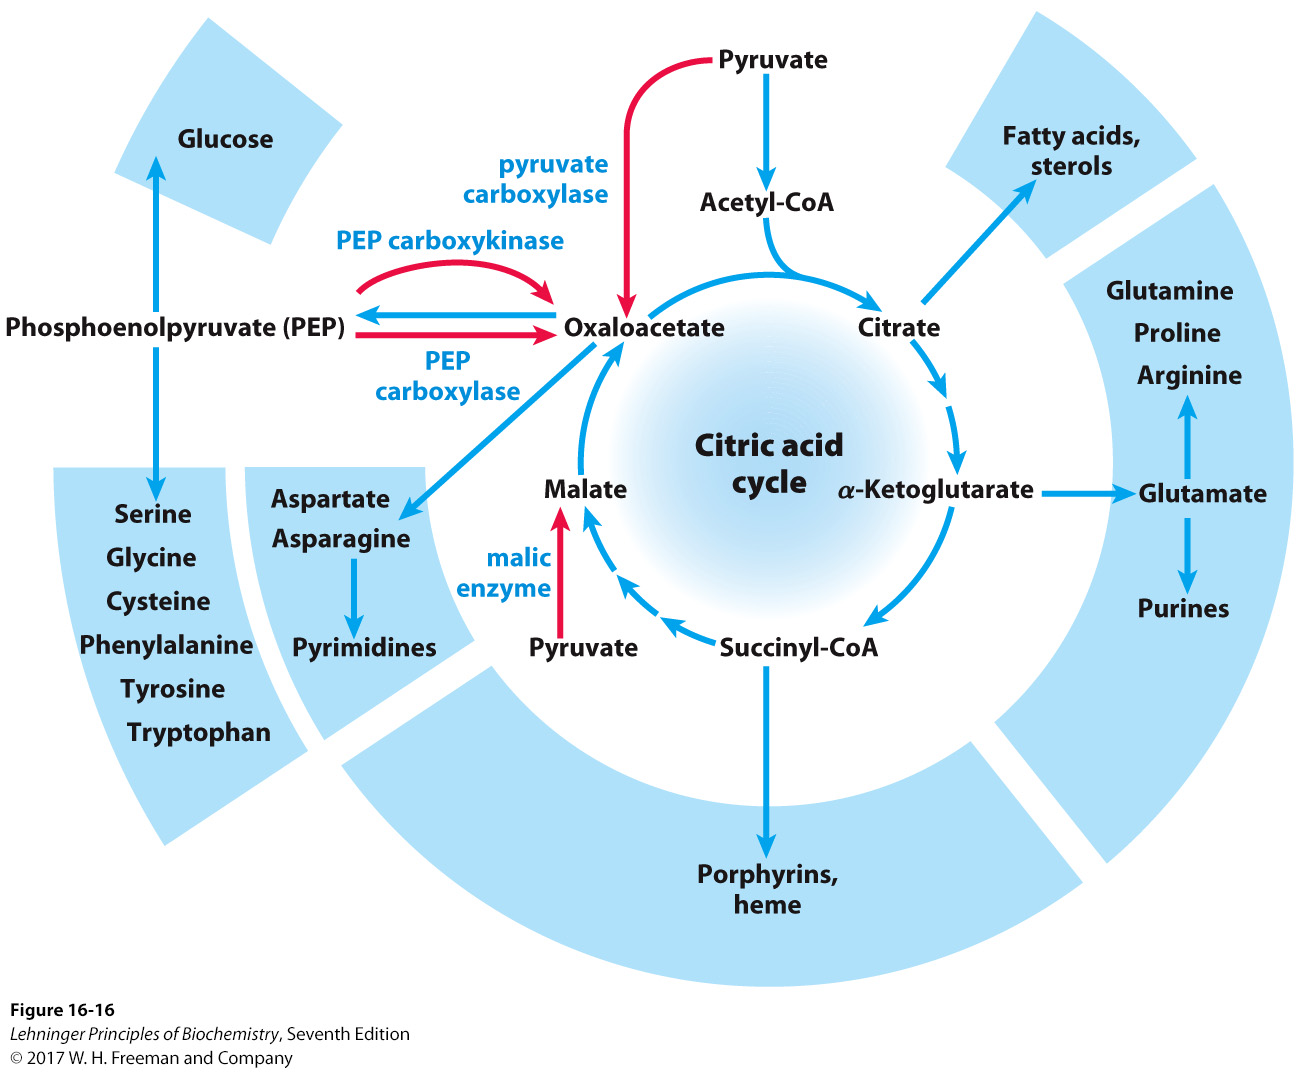 Pyruvate
Glucose
Fatty acids,
sterols
pyruvate
carboxylase
Acetyl-CoA
PEP carboxykinase
Phosphoenolpyruvate (PEP)
Oxaloacetate
Citrate
PEP
carboxylase
Glutamine
Proline
Arginine
Citric acid
cycle
Malate
α-Ketoglutarate
Glutamate
Purines
Aspartate
Asparagine
Pyrimidines
Serine
Glycine
Cysteine
Phenylalanine
Tyrosine
Tryptophan
malic
enzyme
Pyruvate
Succinyl-CoA
Porphyrins,
heme
Figure 16-16
Lehninger Principles of Biochemistry, Seventh Edition
© 2017 W. H. Freeman and Company